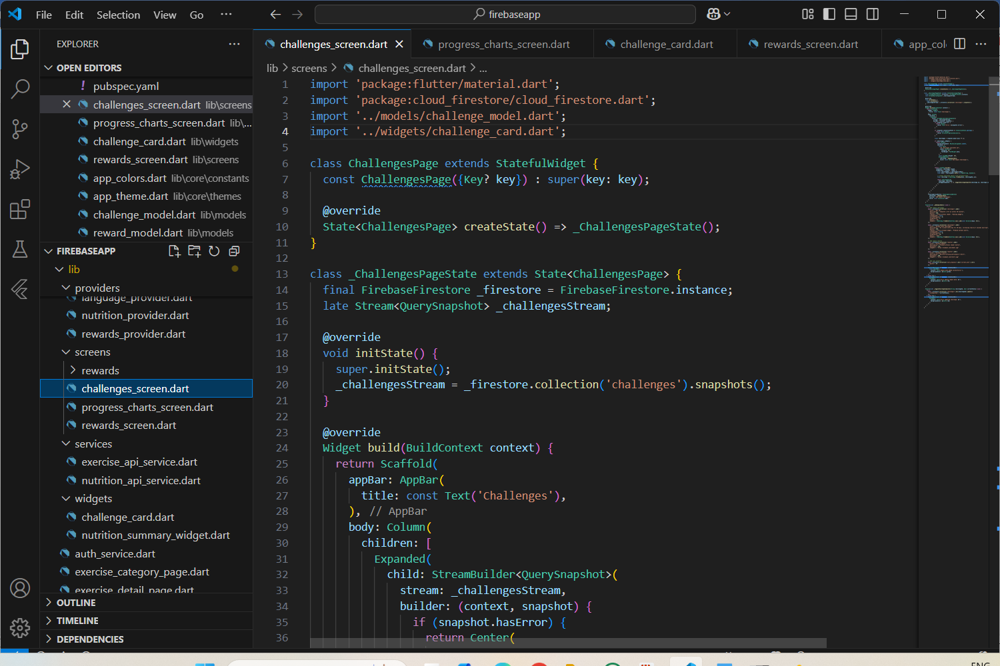 File Edit Selection View Go ···
firebaseapp
EXPLORER
OPEN EDITORS
! pubspec.yaml
challenges_screen.dart lib\screens
progress_charts_screen.dart lib\...
challenge_card.dart lib\widgets
rewards_screen.dart lib\screens
app_colors.dart lib\core\constants
app_theme.dart lib\core\themes
challenge_model.dart lib\models
reward_model.dart lib\models
FIREBASEAPP
lib
providers
language_provider.dart
nutrition_provider.dart
rewards_provider.dart
screens
rewards
challenges_screen.dart
progress_charts_screen.dart
rewards_screen.dart
services
exercise_api_service.dart
nutrition_api_service.dart
widgets
challenge_card.dart
nutrition_summary_widget.dart
auth_service.dart
exercise_category_page.dart
exercise_detail_page.dart
OUTLINE
TIMELINE
DEPENDENCIES
challenges_screen.dart progress_charts_screen.dart challenge_card.dart rewards_screen.dart app_col
lib > screens > challenges_screen.dart > ...
1 import 'package:flutter/material.dart';
2 import 'package:cloud_firestore/cloud_firestore.dart';
3 import '../models/challenge_model.dart';
4 import '../widgets/challenge_card.dart';
5
6 class ChallengesPage extends StatefulWidget {
7 const ChallengesPage({Key? key}) : super(key: key);
8
9 @override
10 State<ChallengesPage> createState() => _ChallengesPageState();
11 }
12
13 class _ChallengesPageState extends State<ChallengesPage> {
14 final FirebaseFirestore _firestore = FirebaseFirestore.instance;
15 late Stream<QuerySnapshot> _challengesStream;
16
17 @override
18 void initState() {
19 super.initState();
20 _challengesStream = _firestore.collection('challenges').snapshots();
21 }
22
23 @override
24 Widget build(BuildContext context) {
25 return Scaffold(
26 appBar: AppBar(
27 title: const Text('Challenges'),
28 ), // AppBar
29 body: Column(
30 children: [
31 Expanded(
32 child: StreamBuilder<QuerySnapshot>(
33 stream: _challengesStream,
34 builder: (context, snapshot) {
35 if (snapshot.hasError) {
36 return Center(
ENG